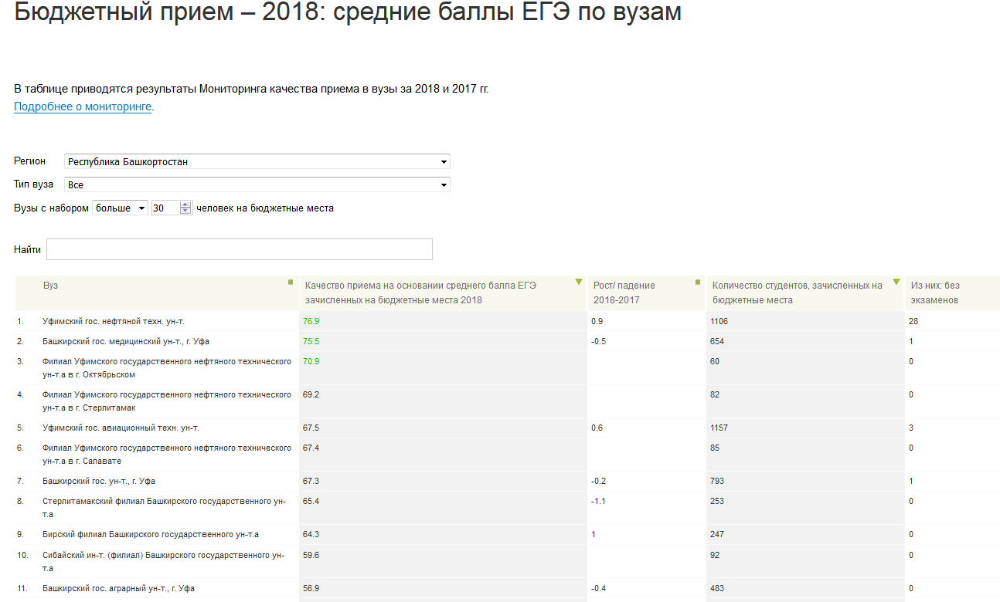 Бюджетный прием – 2018: средние баллы ЕГЭ по вузам
В таблице приводятся результаты Мониторинга качества приема в вузы за 2018 и 2017 гг.
Подробнее о мониторинге.
Регион Республика Башкортостан
Тип вуза Все
Вузы с набором больше 30 человек на бюджетные места
Найти
Вуз Качество приема на основании среднего балла ЕГЭ Рост/ падение Количество студентов, зачисленных на Из них: без
зачисленных на бюджетные места 2018 2018-2017 бюджетные места экзаменов
1. Уфимский гос. нефтяной техн. ун-т. 76.9 0.9 1106 28
2. Башкирский гос. медицинский ун-т., г. Уфа 75.5 -0.5 654 1
3. Филиал Уфимского государственного нефтяного технического 70.9 60 0
ун-т.а в г. Октябрьском
4. Филиал Уфимского государственного нефтяного технического 69.2 82 0
ун-т.а в г. Стерлитамак
5. Уфимский гос. авиационный техн. ун-т. 67.5 0.6 1157 3
6. Филиал Уфимского государственного нефтяного технического 67.4 85 0
ун-т.а в г. Салавате
7. Башкирский гос. ун-т., г. Уфа 67.3 -0.2 793 1
8. Стерлитамакский филиал Башкирского государственного ун- 65.4 -1.1 253 0
т.а
9. Бирский филиал Башкирского государственного ун-т.а 64.3 1 247 0
10. Сибайский ин-т. (филиал) Башкирского государственного ун- 59.6 92 0
т.а
11. Башкирский гос. аграрный ун-т., г. Уфа 56.9 -0.4 483 0